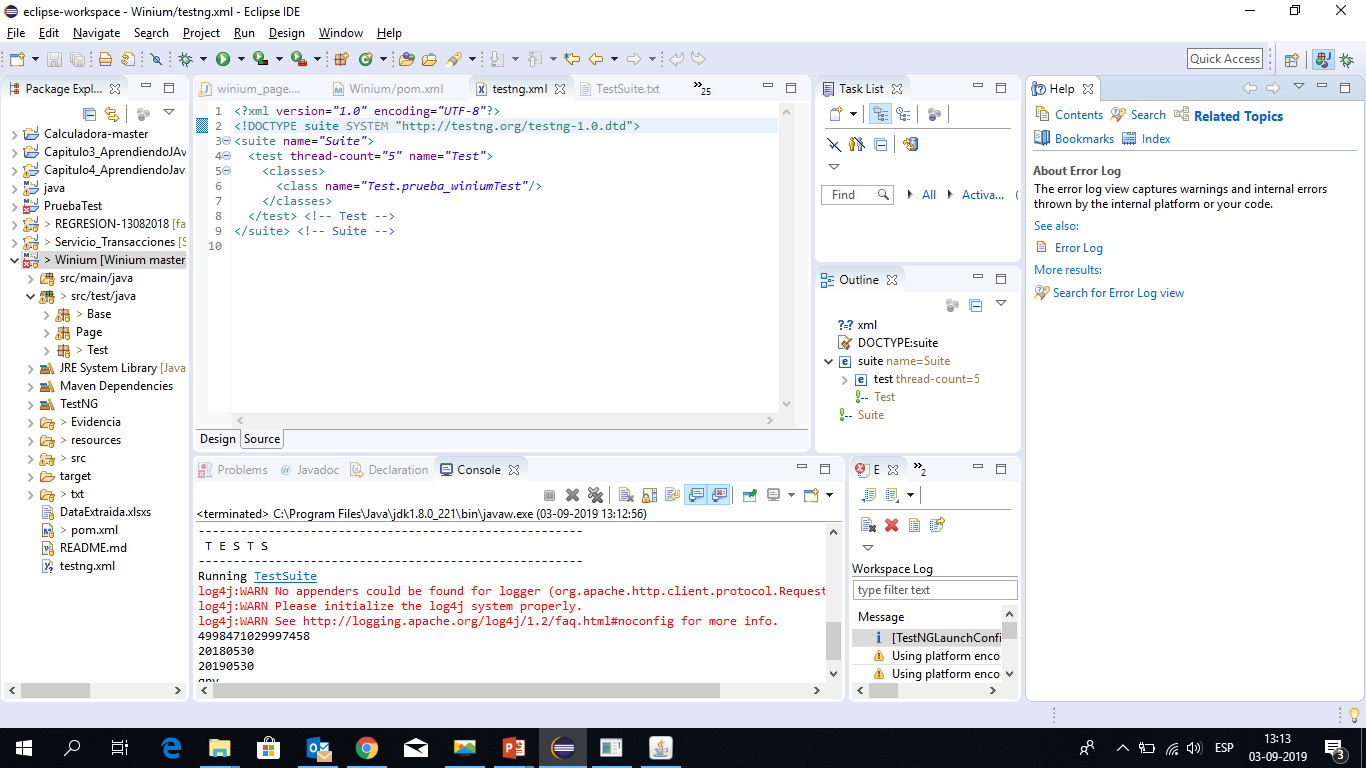 eclipse-workspace - Winium/testng.xml - Eclipse IDE
File Edit Navigate Search Project Run Design Window Help
Quick Access
Package Expl...
Calculadora-master
Capitulo3_AprendiendoJAv
Capitulo4_AprendiendoJava
java
PruebaTest
> REGRESION-13082018 [fa
> Servicio_Transacciones [S
> Winium [Winium master
src/main/java
> src/test/java
> Base
Page
> Test
JRE System Library [Java
Maven Dependencies
TestNG
> Evidencia
> resources
> src
target
> txt
DataExtraida.xlsxs
> pom.xml
README.md
testng.xml
winium_page.... Winium/pom.xml testng.xml TestSuite.txt »25
1 <?xml version="1.0" encoding="UTF-8"?>
2 <!DOCTYPE suite SYSTEM "http://testng.org/testng-1.0.dtd">
3 <suite name="Suite">
4 <test thread-count="5" name="Test">
5 <classes>
6 <class name="Test.prueba_winiumTest"/>
7 </classes>
8 </test> <!-- Test -->
9 </suite> <!-- Suite -->
10
Design Source
Task List
Find All Activa...
Outline
?=? xml
DOCTYPE:suite
suite name=Suite
test thread-count=5
Test
Suite
Help
Contents Search Related Topics
Bookmarks Index
About Error Log
The error log view captures warnings and internal errors
thrown by the internal platform or your code.
See also:
Error Log
More results:
Search for Error Log view
Problems @ Javadoc Declaration Console
<terminated> C:\Program Files\Java\jdk1.8.0_221\bin\javaw.exe (03-09-2019 13:12:56)
-------------------------------------------------------
T E S T S
-------------------------------------------------------
Running TestSuite
log4j:WARN No appenders could be found for logger (org.apache.http.client.protocol.Request
log4j:WARN Please initialize the log4j system properly.
log4j:WARN See http://logging.apache.org/log4j/1.2/faq.html#noconfig for more info.
4998471029997458
20180530
20190530
E »2
Workspace Log
type filter text
Message
[TestNGLaunchConfi
Using platform enco
Using platform enco
ESP
13:13
03-09-2019
3